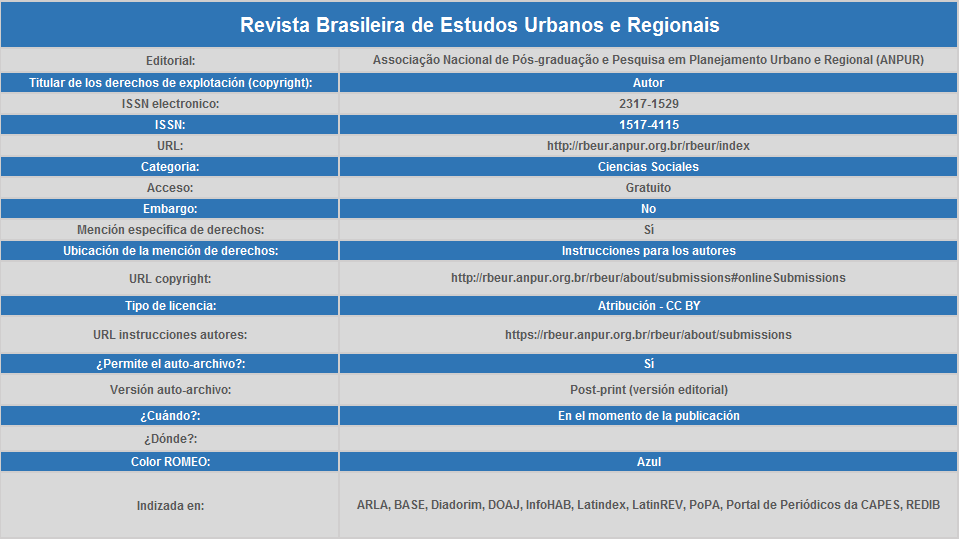 Revista Brasileira de Estudos Urbanos e Regionais
Editorial: Associação Nacional de Pós-graduação e Pesquisa em Planejamento Urbano e Regional (ANPUR)
Titular de los derechos de explotación (copyright): Autor
ISSN electronico: 2317-1529
ISSN: 1517-4115
URL: http://rbeur.anpur.org.br/rbeur/index
Categoria: Ciencias Sociales
Acceso: Gratuito
Embargo: No
Mención específica de derechos: Sí
Ubicación de la mención de derechos: Instrucciones para los autores
URL copyright: http://rbeur.anpur.org.br/rbeur/about/submissions#onlineSubmissions
Tipo de licencia: Atribución - CC BY
URL instrucciones autores: https://rbeur.anpur.org.br/rbeur/about/submissions
¿Permite el auto-archivo?: Sí
Versión auto-archivo: Post-print (versión editorial)
¿Cuándo?: En el momento de la publicación
¿Dónde?:
Color ROMEO: Azul
Indizada en: ARLA, BASE, Diadorim, DOAJ, InfoHAB, Latindex, LatinREV, PoPA, Portal de Periódicos da CAPES, REDIB